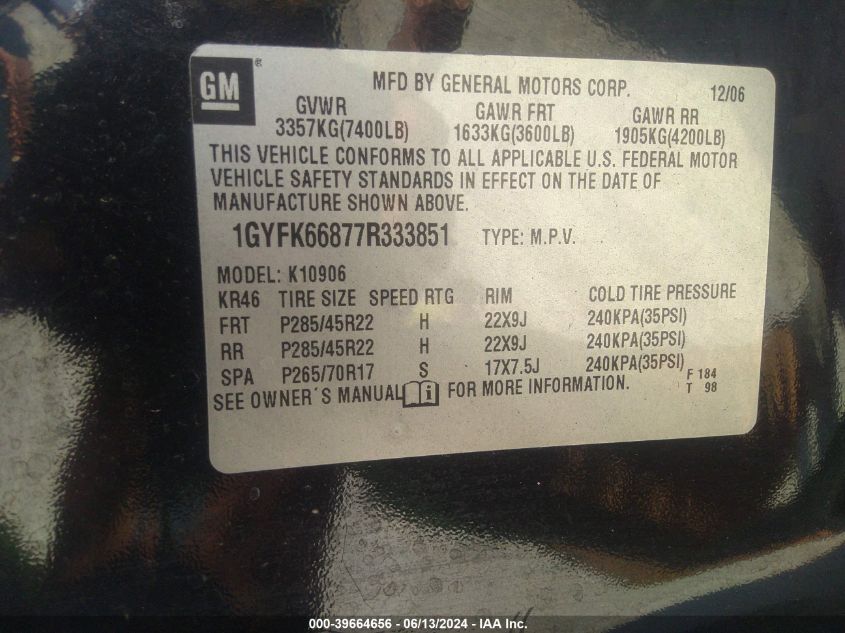 GM ®
MFD BY GENERAL MOTORS CORP. 12/06
GVWR GAWR FRT GAWR RR
3357KG(7400LB) 1633KG(3600LB) 1905KG(4200LB)
THIS VEHICLE CONFORMS TO ALL APPLICABLE U.S. FEDERAL MOTOR
VEHICLE SAFETY STANDARDS IN EFFECT ON THE DATE OF
MANUFACTURE SHOWN ABOVE.
1GYFK66877R333851 TYPE: M.P.V.
MODEL: K10906
KR46 TIRE SIZE SPEED RTG RIM COLD TIRE PRESSURE
FRT P285/45R22 H 22X9J 240KPA(35PSI)
RR P285/45R22 H 22X9J 240KPA(35PSI)
SPA P265/70R17 S 17X7.5J 240KPA(35PSI) F 184
SEE OWNER´S MANUAL FOR MORE INFORMATION. T 98
000-39664656 - 06/13/2024 - IAA Inc.